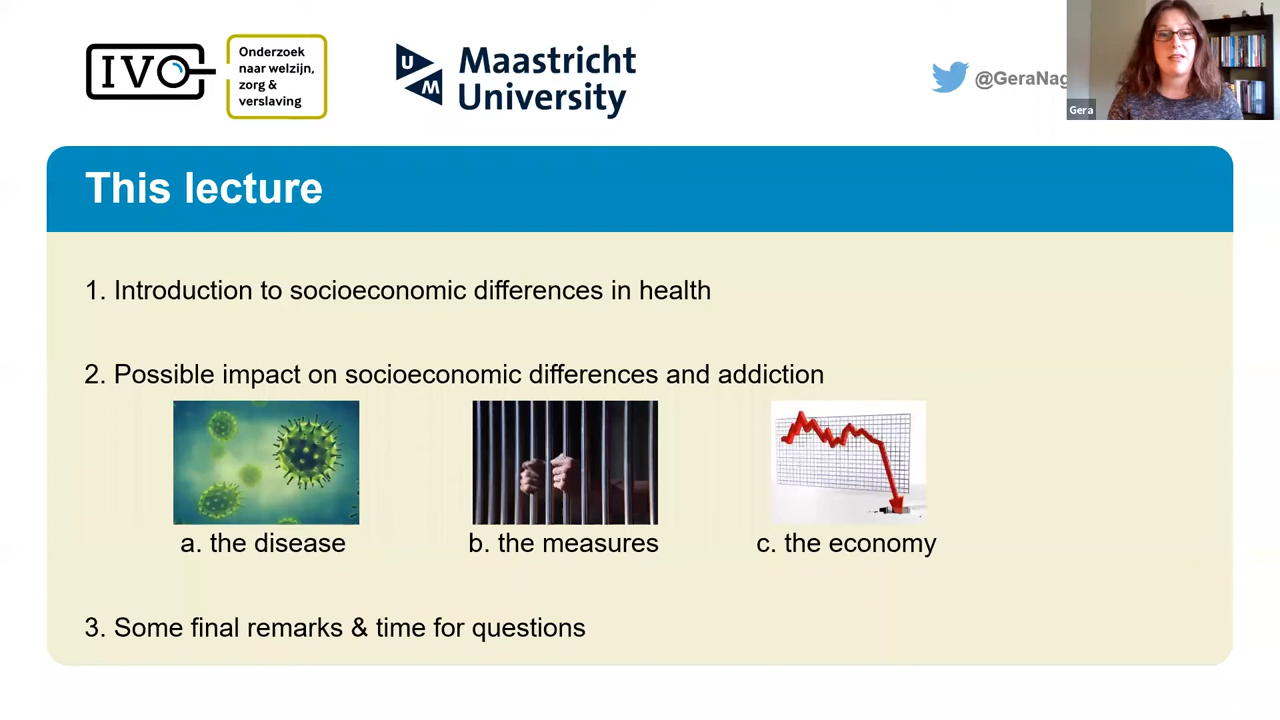 IVO
Onderzoek
naar welzijn,
zorg &
verslaving
UM
Maastricht
University
@GeraNag
Gera
This lecture
1. Introduction to socioeconomic differences in health
2. Possible impact on socioeconomic differences and addiction
a. the disease
b. the measures
c. the economy
3. Some final remarks & time for questions